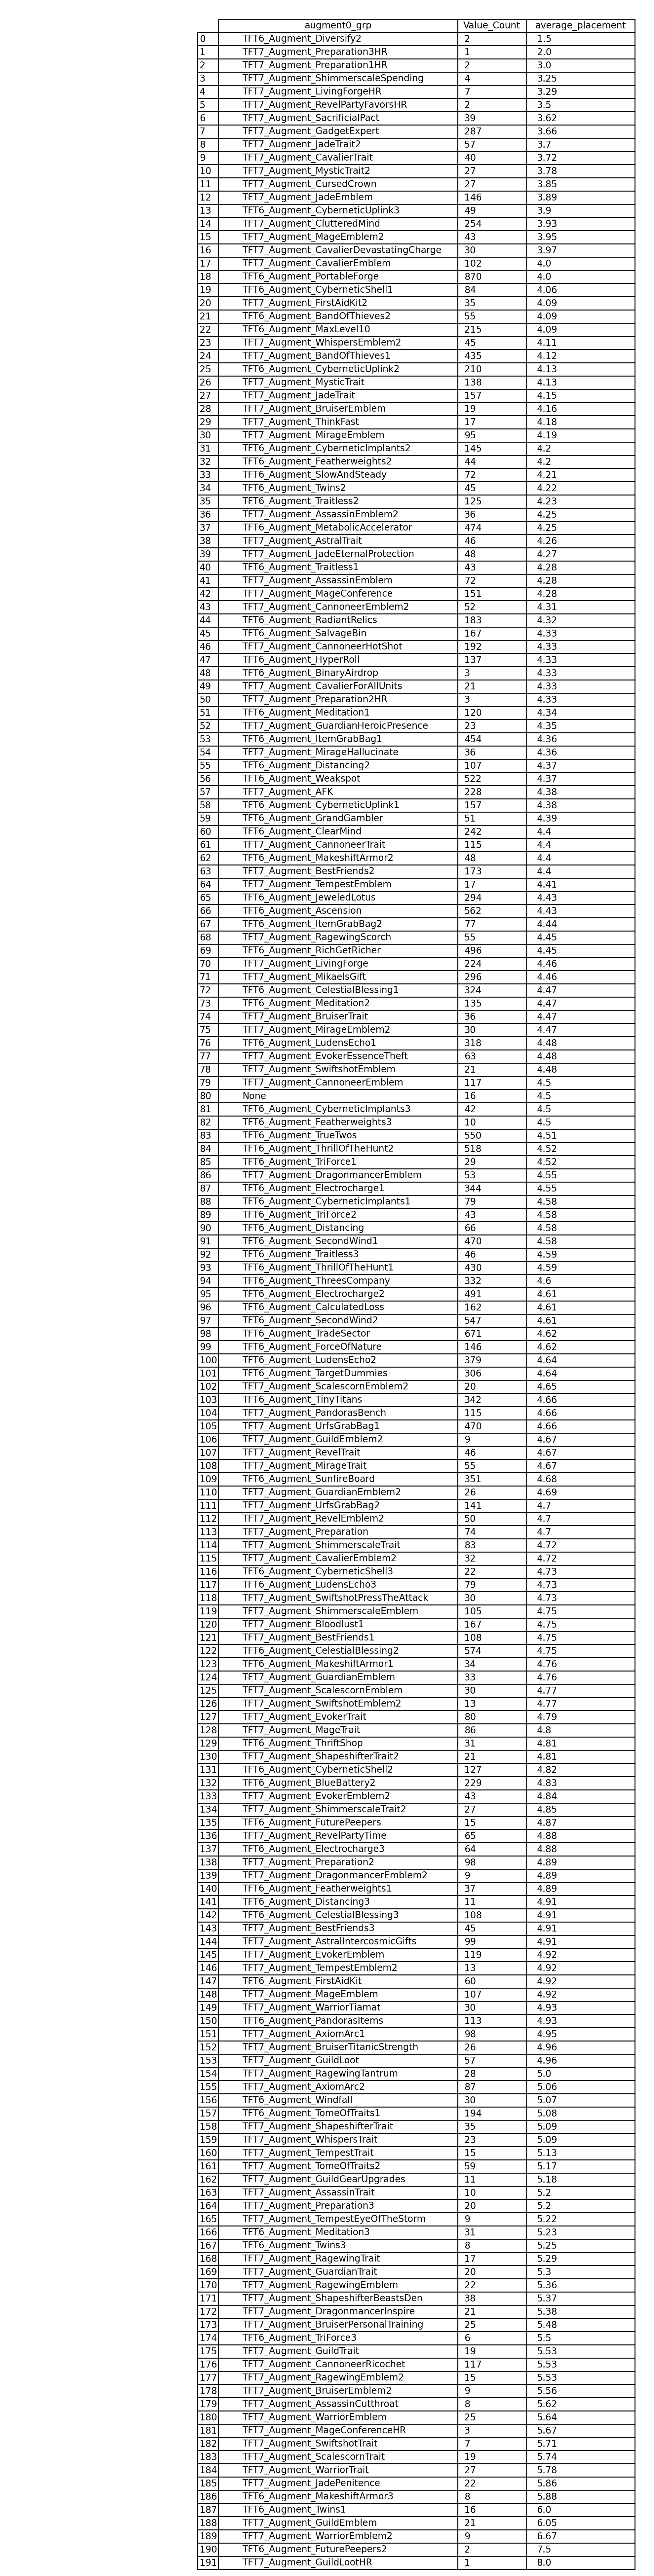 augment0_grp Value_Count average_placement
0 TFT6_Augment_Diversify2 2 1.5
1 TFT7_Augment_Preparation3HR 1 2.0
2 TFT7_Augment_Preparation1HR 2 3.0
3 TFT7_Augment_ShimmerscaleSpending 4 3.25
4 TFT7_Augment_LivingForgeHR 7 3.29
5 TFT7_Augment_RevelPartyFavorsHR 2 3.5
6 TFT6_Augment_SacrificialPact 39 3.62
7 TFT7_Augment_GadgetExpert 287 3.66
8 TFT7_Augment_JadeTrait2 57 3.7
9 TFT7_Augment_CavalierTrait 40 3.72
10 TFT7_Augment_MysticTrait2 27 3.78
11 TFT7_Augment_CursedCrown 27 3.85
12 TFT7_Augment_JadeEmblem 146 3.89
13 TFT6_Augment_CyberneticUplink3 49 3.9
14 TFT6_Augment_ClutteredMind 254 3.93
15 TFT7_Augment_MageEmblem2 43 3.95
16 TFT7_Augment_CavalierDevastatingCharge 30 3.97
17 TFT7_Augment_CavalierEmblem 102 4.0
18 TFT6_Augment_PortableForge 870 4.0
19 TFT6_Augment_CyberneticShell1 84 4.06
20 TFT7_Augment_FirstAidKit2 35 4.09
21 TFT6_Augment_BandOfThieves2 55 4.09
22 TFT6_Augment_MaxLevel10 215 4.09
23 TFT7_Augment_WhispersEmblem2 45 4.11
24 TFT7_Augment_BandOfThieves1 435 4.12
25 TFT6_Augment_CyberneticUplink2 210 4.13
26 TFT7_Augment_MysticTrait 138 4.13
27 TFT7_Augment_JadeTrait 157 4.15
28 TFT7_Augment_BruiserEmblem 19 4.16
29 TFT7_Augment_ThinkFast 17 4.18
30 TFT7_Augment_MirageEmblem 95 4.19
31 TFT6_Augment_CyberneticImplants2 145 4.2
32 TFT6_Augment_Featherweights2 44 4.2
33 TFT6_Augment_SlowAndSteady 72 4.21
34 TFT6_Augment_Twins2 45 4.22
35 TFT6_Augment_Traitless2 125 4.23
36 TFT7_Augment_AssassinEmblem2 36 4.25
37 TFT6_Augment_MetabolicAccelerator 474 4.25
38 TFT7_Augment_AstralTrait 46 4.26
39 TFT7_Augment_JadeEternalProtection 48 4.27
40 TFT6_Augment_Traitless1 43 4.28
41 TFT7_Augment_AssassinEmblem 72 4.28
42 TFT7_Augment_MageConference 151 4.28
43 TFT7_Augment_CannoneerEmblem2 52 4.31
44 TFT6_Augment_RadiantRelics 183 4.32
45 TFT6_Augment_SalvageBin 167 4.33
46 TFT7_Augment_CannoneerHotShot 192 4.33
47 TFT6_Augment_HyperRoll 137 4.33
48 TFT6_Augment_BinaryAirdrop 3 4.33
49 TFT7_Augment_CavalierForAllUnits 21 4.33
50 TFT7_Augment_Preparation2HR 3 4.33
51 TFT6_Augment_Meditation1 120 4.34
52 TFT7_Augment_GuardianHeroicPresence 23 4.35
53 TFT6_Augment_ItemGrabBag1 454 4.36
54 TFT7_Augment_MirageHallucinate 36 4.36
55 TFT6_Augment_Distancing2 107 4.37
56 TFT6_Augment_Weakspot 522 4.37
57 TFT7_Augment_AFK 228 4.38
58 TFT6_Augment_CyberneticUplink1 157 4.38
59 TFT6_Augment_GrandGambler 51 4.39
60 TFT6_Augment_ClearMind 242 4.4
61 TFT7_Augment_CannoneerTrait 115 4.4
62 TFT6_Augment_MakeshiftArmor2 48 4.4
63 TFT7_Augment_BestFriends2 173 4.4
64 TFT7_Augment_TempestEmblem 17 4.41
65 TFT6_Augment_JeweledLotus 294 4.43
66 TFT6_Augment_Ascension 562 4.43
67 TFT6_Augment_ItemGrabBag2 77 4.44
68 TFT7_Augment_RagewingScorch 55 4.45
69 TFT6_Augment_RichGetRicher 496 4.45
70 TFT7_Augment_LivingForge 224 4.46
71 TFT7_Augment_MikaelsGift 296 4.46
72 TFT6_Augment_CelestialBlessing1 324 4.47
73 TFT6_Augment_Meditation2 135 4.47
74 TFT7_Augment_BruiserTrait 36 4.47
75 TFT7_Augment_MirageEmblem2 30 4.47
76 TFT6_Augment_LudensEcho1 318 4.48
77 TFT7_Augment_EvokerEssenceTheft 63 4.48
78 TFT7_Augment_SwiftshotEmblem 21 4.48
79 TFT7_Augment_CannoneerEmblem 117 4.5
80 None 16 4.5
81 TFT6_Augment_CyberneticImplants3 42 4.5
82 TFT6_Augment_Featherweights3 10 4.5
83 TFT6_Augment_TrueTwos 550 4.51
84 TFT6_Augment_ThrillOfTheHunt2 518 4.52
85 TFT6_Augment_TriForce1 29 4.52
86 TFT7_Augment_DragonmancerEmblem 53 4.55
87 TFT6_Augment_Electrocharge1 344 4.55
88 TFT6_Augment_CyberneticImplants1 79 4.58
89 TFT6_Augment_TriForce2 43 4.58
90 TFT6_Augment_Distancing 66 4.58
91 TFT6_Augment_SecondWind1 470 4.58
92 TFT6_Augment_Traitless3 46 4.59
93 TFT6_Augment_ThrillOfTheHunt1 430 4.59
94 TFT6_Augment_ThreesCompany 332 4.6
95 TFT6_Augment_Electrocharge2 491 4.61
96 TFT6_Augment_CalculatedLoss 162 4.61
97 TFT6_Augment_SecondWind2 547 4.61
98 TFT6_Augment_TradeSector 671 4.62
99 TFT6_Augment_ForceOfNature 146 4.62
100 TFT6_Augment_LudensEcho2 379 4.64
101 TFT6_Augment_TargetDummies 306 4.64
102 TFT7_Augment_ScalescornEmblem2 20 4.65
103 TFT6_Augment_TinyTitans 342 4.66
104 TFT7_Augment_PandorasBench 115 4.66
105 TFT7_Augment_UrfsGrabBag1 470 4.66
106 TFT7_Augment_GuildEmblem2 9 4.67
107 TFT7_Augment_RevelTrait 46 4.67
108 TFT7_Augment_MirageTrait 55 4.67
109 TFT6_Augment_SunfireBoard 351 4.68
110 TFT7_Augment_GuardianEmblem2 26 4.69
111 TFT7_Augment_UrfsGrabBag2 141 4.7
112 TFT7_Augment_RevelEmblem2 50 4.7
113 TFT7_Augment_Preparation 74 4.7
114 TFT7_Augment_ShimmerscaleTrait 83 4.72
115 TFT7_Augment_CavalierEmblem2 32 4.72
116 TFT6_Augment_CyberneticShell3 22 4.73
117 TFT6_Augment_LudensEcho3 79 4.73
118 TFT7_Augment_SwiftshotPressTheAttack 30 4.73
119 TFT7_Augment_ShimmerscaleEmblem 105 4.75
120 TFT7_Augment_Bloodlust1 167 4.75
121 TFT7_Augment_BestFriends1 108 4.75
122 TFT6_Augment_CelestialBlessing2 574 4.75
123 TFT6_Augment_MakeshiftArmor1 34 4.76
124 TFT7_Augment_GuardianEmblem 33 4.76
125 TFT7_Augment_ScalescornEmblem 30 4.77
126 TFT7_Augment_SwiftshotEmblem2 13 4.77
127 TFT7_Augment_EvokerTrait 80 4.79
128 TFT7_Augment_MageTrait 86 4.8
129 TFT6_Augment_ThriftShop 31 4.81
130 TFT7_Augment_ShapeshifterTrait2 21 4.81
131 TFT6_Augment_CyberneticShell2 127 4.82
132 TFT6_Augment_BlueBattery2 229 4.83
133 TFT7_Augment_EvokerEmblem2 43 4.84
134 TFT7_Augment_ShimmerscaleTrait2 27 4.85
135 TFT6_Augment_FuturePeepers 15 4.87
136 TFT7_Augment_RevelPartyTime 65 4.88
137 TFT6_Augment_Electrocharge3 64 4.88
138 TFT7_Augment_Preparation2 98 4.89
139 TFT7_Augment_DragonmancerEmblem2 9 4.89
140 TFT6_Augment_Featherweights1 37 4.89
141 TFT6_Augment_Distancing3 11 4.91
142 TFT6_Augment_CelestialBlessing3 108 4.91
143 TFT7_Augment_BestFriends3 45 4.91
144 TFT7_Augment_AstralIntercosmicGifts 99 4.91
145 TFT7_Augment_EvokerEmblem 119 4.92
146 TFT7_Augment_TempestEmblem2 13 4.92
147 TFT6_Augment_FirstAidKit 60 4.92
148 TFT7_Augment_MageEmblem 107 4.92
149 TFT7_Augment_WarriorTiamat 30 4.93
150 TFT6_Augment_PandorasItems 113 4.93
151 TFT7_Augment_AxiomArc1 98 4.95
152 TFT7_Augment_BruiserTitanicStrength 26 4.96
153 TFT7_Augment_GuildLoot 57 4.96
154 TFT7_Augment_RagewingTantrum 28 5.0
155 TFT7_Augment_AxiomArc2 87 5.06
156 TFT6_Augment_Windfall 30 5.07
157 TFT6_Augment_TomeOfTraits1 194 5.08
158 TFT7_Augment_ShapeshifterTrait 35 5.09
159 TFT7_Augment_WhispersTrait 23 5.09
160 TFT7_Augment_TempestTrait 15 5.13
161 TFT7_Augment_TomeOfTraits2 59 5.17
162 TFT7_Augment_GuildGearUpgrades 11 5.18
163 TFT7_Augment_AssassinTrait 10 5.2
164 TFT7_Augment_Preparation3 20 5.2
165 TFT7_Augment_TempestEyeOfTheStorm 9 5.22
166 TFT6_Augment_Meditation3 31 5.23
167 TFT6_Augment_Twins3 8 5.25
168 TFT7_Augment_RagewingTrait 17 5.29
169 TFT7_Augment_GuardianTrait 20 5.3
170 TFT7_Augment_RagewingEmblem 22 5.36
171 TFT7_Augment_ShapeshifterBeastsDen 38 5.37
172 TFT7_Augment_DragonmancerInspire 21 5.38
173 TFT7_Augment_BruiserPersonalTraining 25 5.48
174 TFT6_Augment_TriForce3 6 5.5
175 TFT7_Augment_GuildTrait 19 5.53
176 TFT7_Augment_CannoneerRicochet 117 5.53
177 TFT7_Augment_RagewingEmblem2 15 5.53
178 TFT7_Augment_BruiserEmblem2 9 5.56
179 TFT7_Augment_AssassinCutthroat 8 5.62
180 TFT7_Augment_WarriorEmblem 25 5.64
181 TFT7_Augment_MageConferenceHR 3 5.67
182 TFT7_Augment_SwiftshotTrait 7 5.71
183 TFT7_Augment_ScalescornTrait 19 5.74
184 TFT7_Augment_WarriorTrait 27 5.78
185 TFT7_Augment_JadePenitence 22 5.86
186 TFT6_Augment_MakeshiftArmor3 8 5.88
187 TFT6_Augment_Twins1 16 6.0
188 TFT7_Augment_GuildEmblem 21 6.05
189 TFT7_Augment_WarriorEmblem2 9 6.67
190 TFT6_Augment_FuturePeepers2 2 7.5
191 TFT7_Augment_GuildLootHR 1 8.0